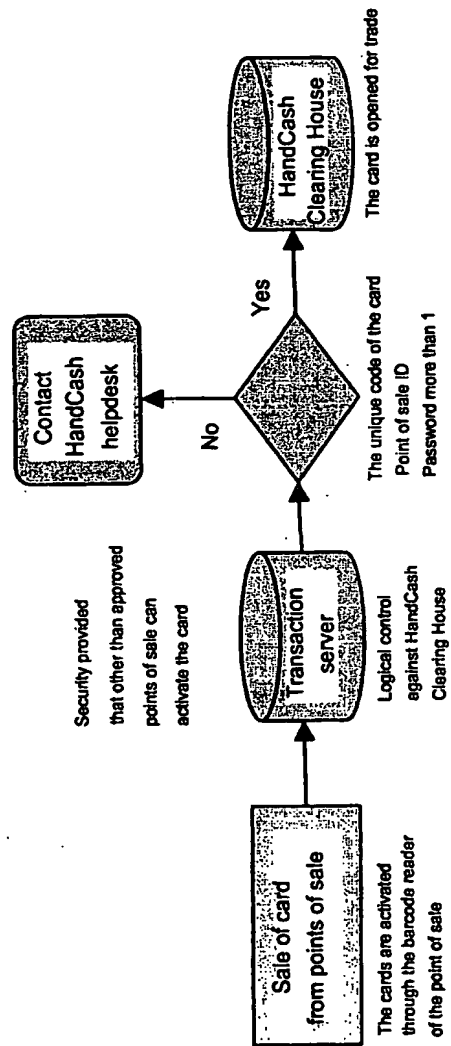 Contact
HandCash
helpdesk
Security provided
that other than approved
points of sale can
activate the card
No
Yes
Sale of card
from points of sale
Transaction
server
HandCash
Clearing House
The cards are activated
through the barcode reader
of the point of sale
Logical control
against HandCash
Clearing House
The unique code of the card
Point of sale ID
Password more than 1
The card is opened for trade